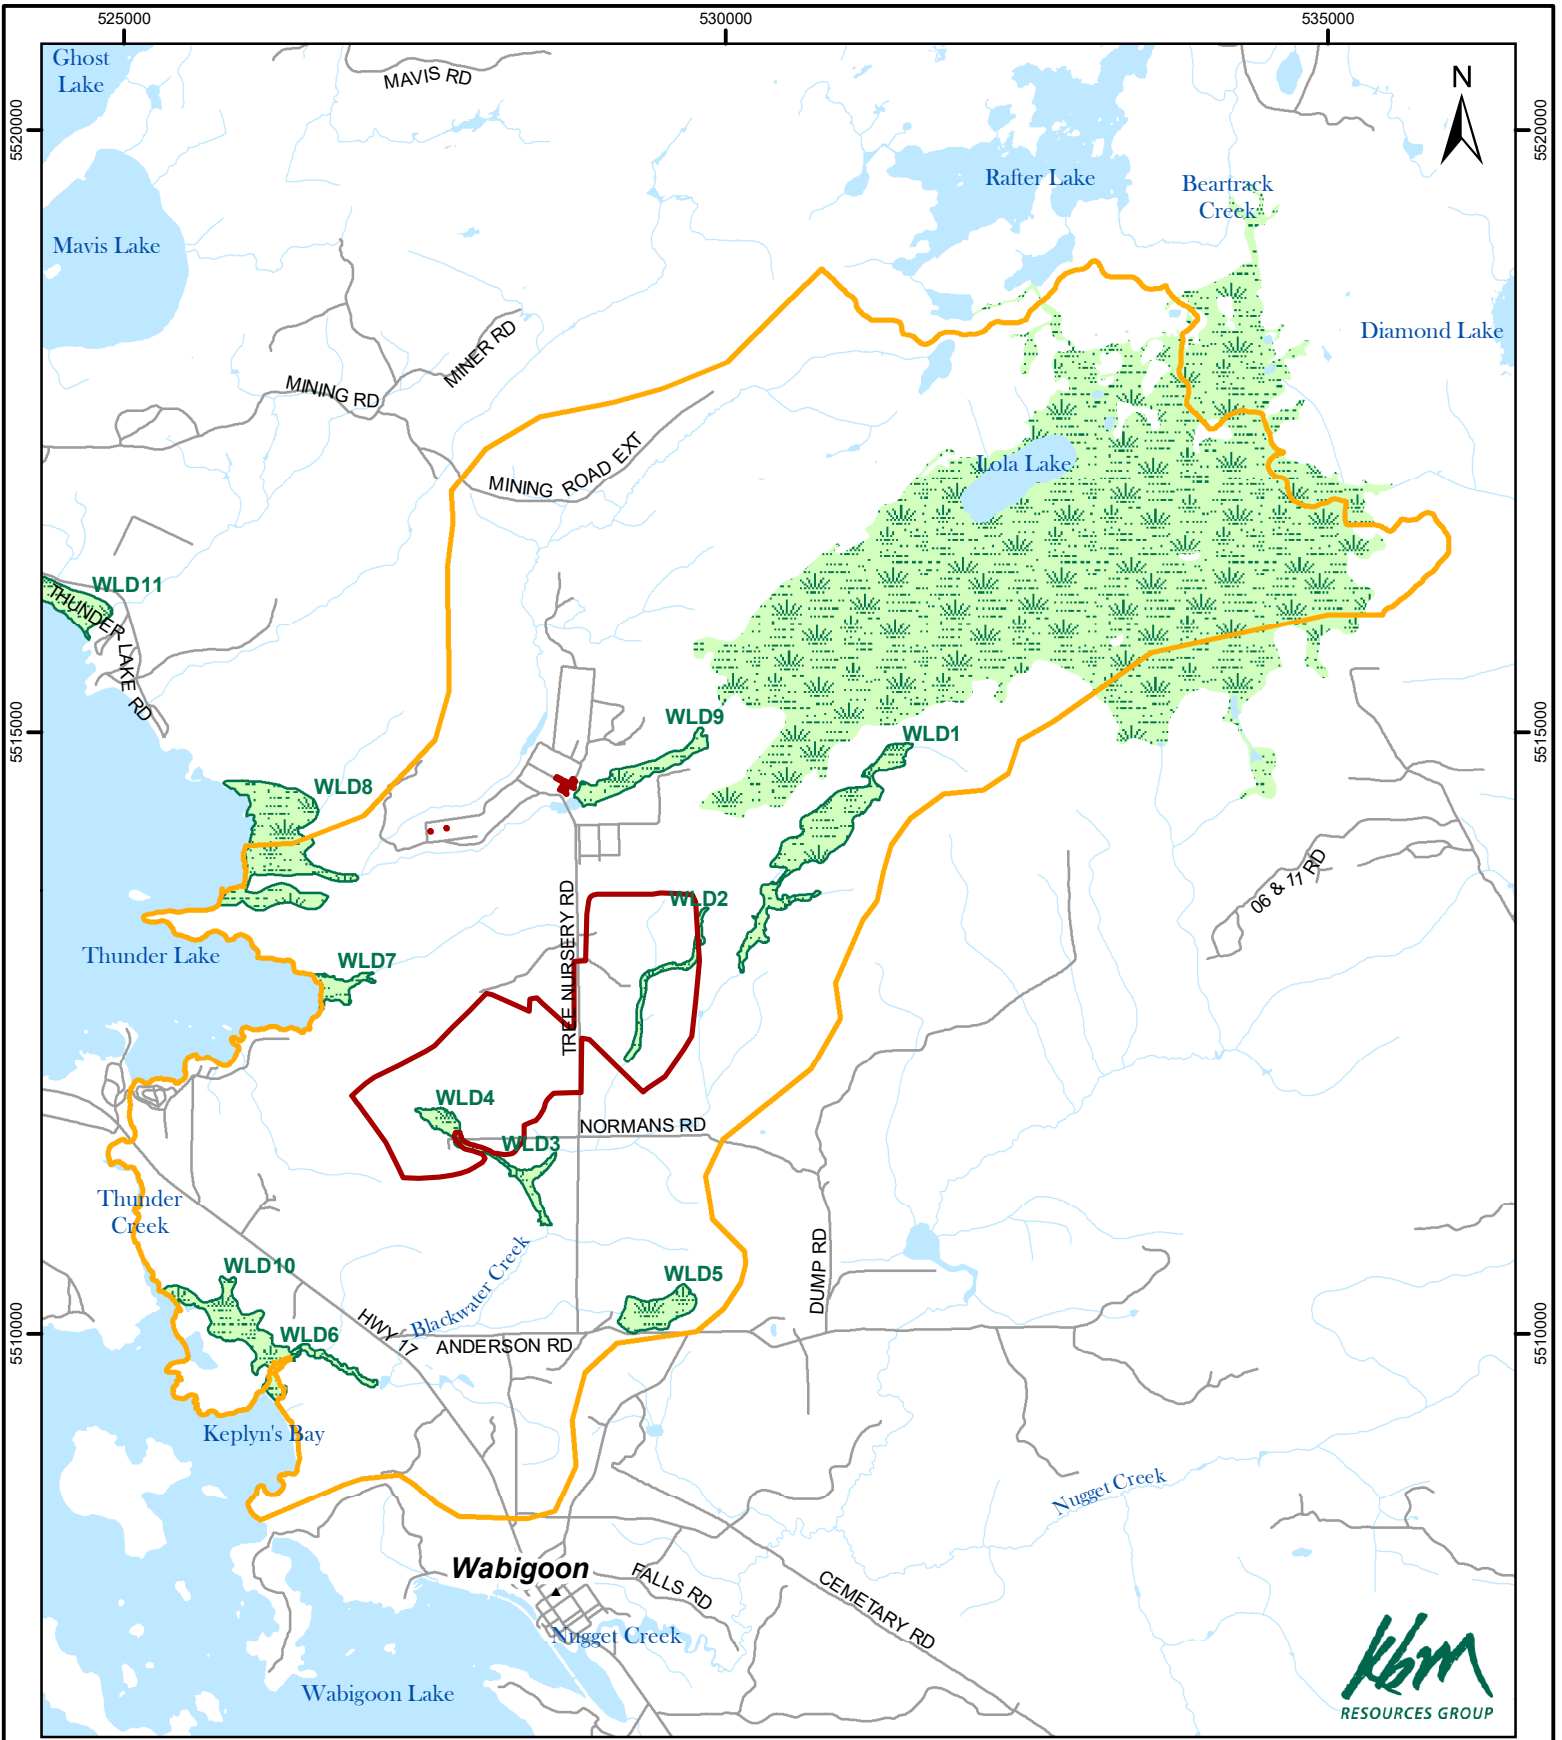 525000
530000
535000
Ghost
Lake
MAVIS RD
N
5520000
5520000
Rafter Lake
Beartrack
Creek
Mavis Lake
Diamond Lake
MINER RD
MINING RD
MINING ROAD EXT
Lola Lake
WLD11
THUNDER LAKE RD
WLD9
WLD1
5515000
5515000
WLD8
06 & 11 RD
TREE NURSERY RD
WLD2
Thunder Lake
WLD7
WLD4
NORMANS RD
WLD3
Thunder
Creek
Blackwater Creek
WLD10
WLD5
DUMP RD
HWY 17
WLD6
ANDERSON RD
5510000
5510000
Keplyn's Bay
Nugget Creek
Wabigoon
FALLS RD
CEMETARY RD
Nugget Creek
Wabigoon Lake
kbm
RESOURCES GROUP